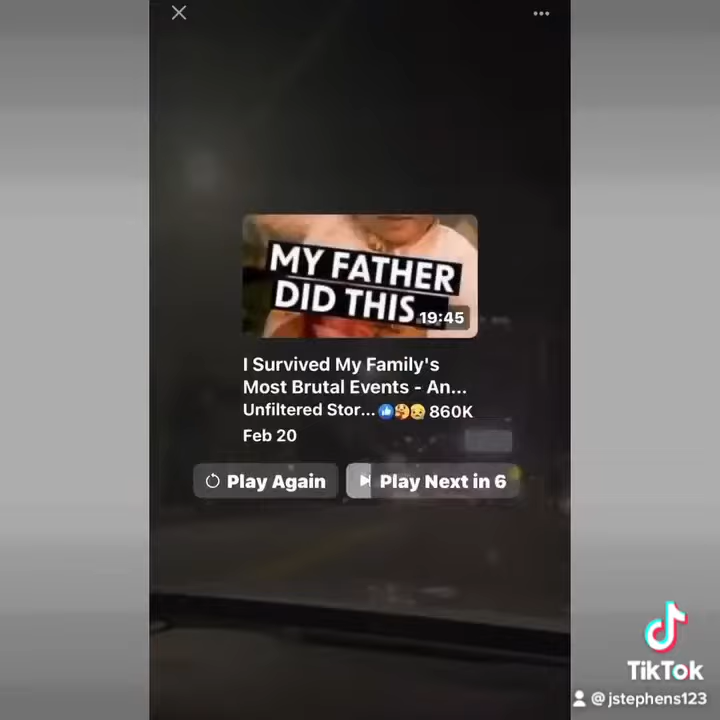 MY FATHER
DID THIS
19:45
I Survived My Family's
Most Brutal Events - An...
Unfiltered Stor... 860K
Feb 20
Play Again
Play Next in 6
TikTok
@jstephens123